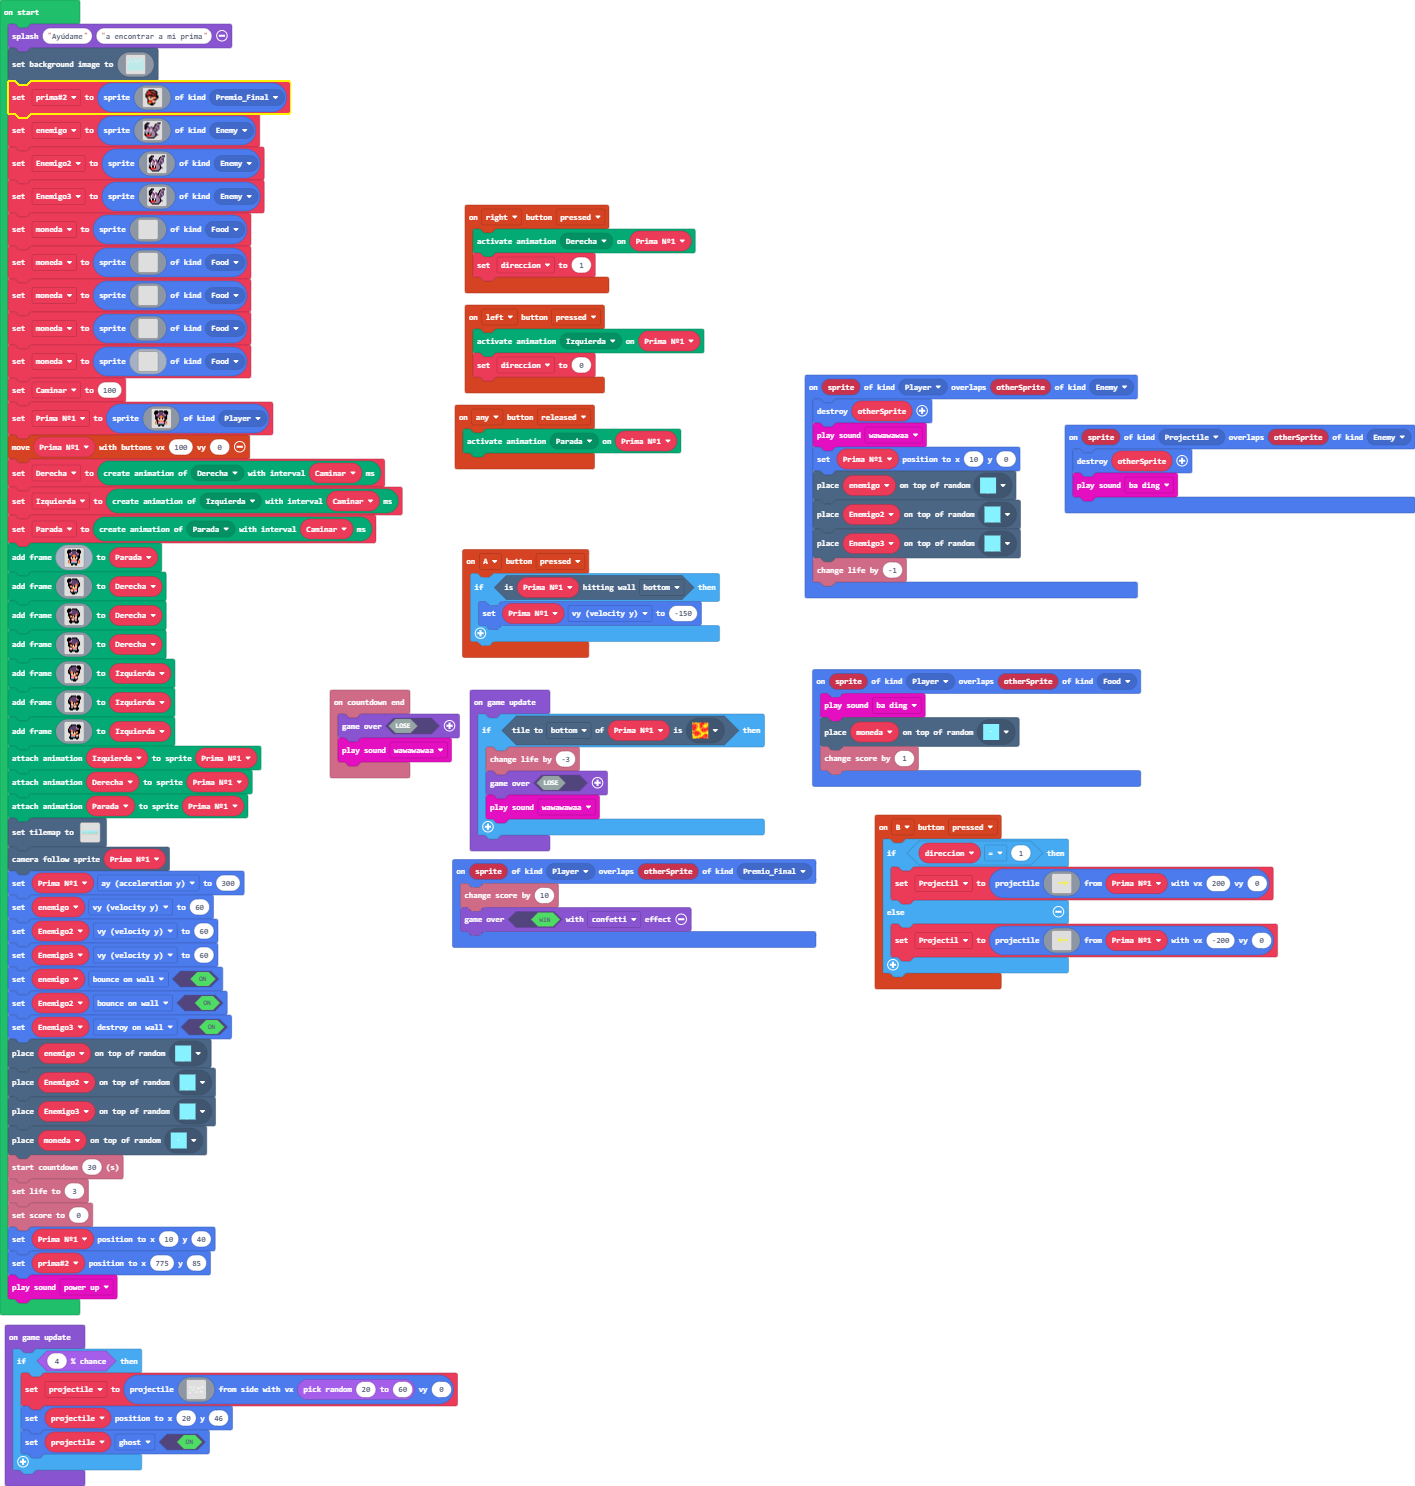 on start
splash "Ayúdame" "a encontrar a mi prima"
set background image to
set prima#2 to sprite of kind Premio_Final
set enemigo to sprite of kind Enemy
set Enemigo2 to sprite of kind Enemy
set Enemigo3 to sprite of kind Enemy
set moneda to sprite of kind Food
set moneda to sprite of kind Food
set moneda to sprite of kind Food
set moneda to sprite of kind Food
set moneda to sprite of kind Food
set Caminar to 100
set Prima Nº1 to sprite of kind Player
move Prima Nº1 with buttons vx 100 vy 0
set Derecha to create animation of Derecha with interval Caminar ms
set Izquierda to create animation of Izquierda with interval Caminar ms
set Parada to create animation of Parada with interval Caminar ms
add frame to Parada
add frame to Derecha
add frame to Derecha
add frame to Derecha
add frame to Izquierda
add frame to Izquierda
add frame to Izquierda
attach animation Izquierda to sprite Prima Nº1
attach animation Derecha to sprite Prima Nº1
attach animation Parada to sprite Prima Nº1
set tilemap to
camera follow sprite Prima Nº1
set Prima Nº1 ay (acceleration y) to 300
set enemigo vy (velocity y) to 60
set Enemigo2 vy (velocity y) to 60
set Enemigo3 vy (velocity y) to 60
set enemigo bounce on wall ON
set Enemigo2 bounce on wall ON
set Enemigo3 destroy on wall ON
place enemigo on top of random
place Enemigo2 on top of random
place Enemigo3 on top of random
place moneda on top of random
start countdown 30 (s)
set life to 3
set score to 0
set Prima Nº1 position to x 10 y 40
set prima#2 position to x 775 y 85
play sound power up
on game update
if 4 % chance then
set projectile to projectile from side with vx pick random 20 to 60 vy 0
set projectile position to x 20 y 46
set projectile ghost ON
on right button pressed
activate animation Derecha on Prima Nº1
set direccion to 1
on left button pressed
activate animation Izquierda on Prima Nº1
set direccion to 0
on any button released
activate animation Parada on Prima Nº1
on A button pressed
if is Prima Nº1 hitting wall bottom then
set Prima Nº1 vy (velocity y) to -150
on countdown end
game over LOSE
play sound wawawawaa
on game update
if tile to bottom of Prima Nº1 is then
change life by -3
game over LOSE
play sound wawawawaa
on sprite of kind Player overlaps otherSprite of kind Premio_Final
change score by 10
game over WIN with confetti effect
on sprite of kind Player overlaps otherSprite of kind Enemy
destroy otherSprite
play sound wawawawaa
set Prima Nº1 position to x 10 y 0
place enemigo on top of random
place Enemigo2 on top of random
place Enemigo3 on top of random
change life by -1
on sprite of kind Projectile overlaps otherSprite of kind Enemy
destroy otherSprite
play sound ba ding
on sprite of kind Player overlaps otherSprite of kind Food
play sound ba ding
place moneda on top of random
change score by 1
on B button pressed
if direccion = 1 then
set Projectil to projectile from Prima Nº1 with vx 200 vy 0
else
set Projectil to projectile from Prima Nº1 with vx -200 vy 0